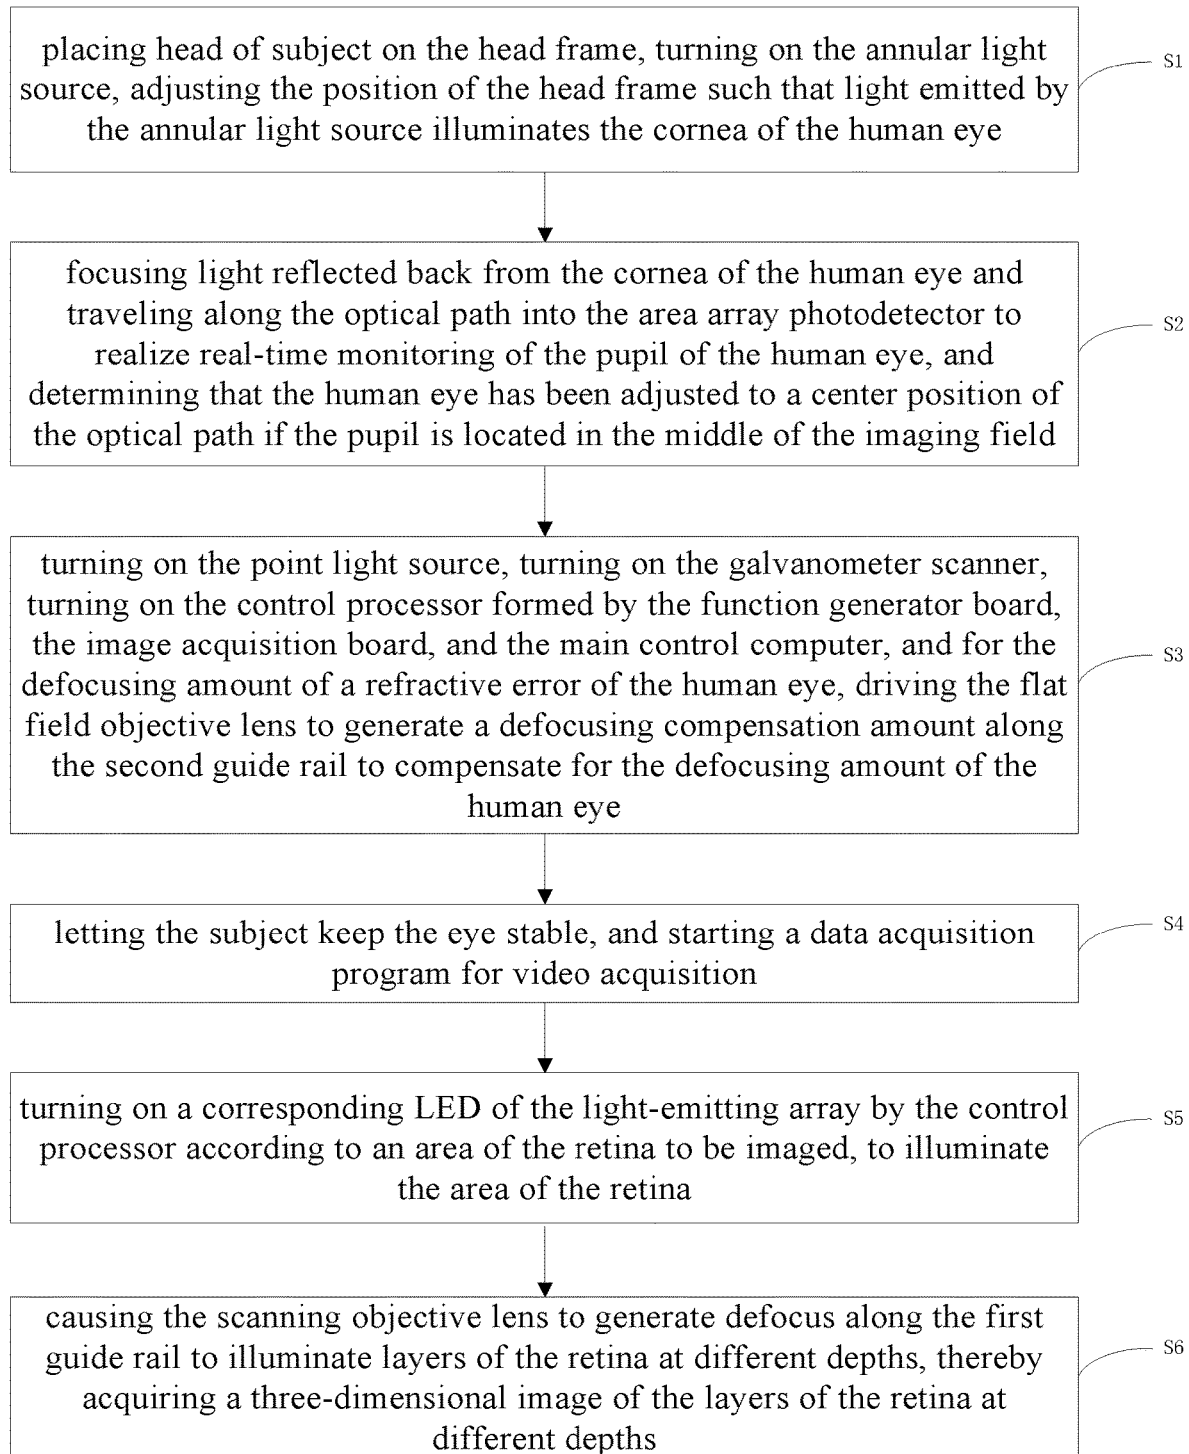 placing head of subject on the head frame, turning on the annular light
source, adjusting the position of the head frame such that light emitted by
the annular light source illuminates the cornea of the human eye
S1
focusing light reflected back from the cornea of the human eye and
traveling along the optical path into the area array photodetector to
realize real-time monitoring of the pupil of the human eye, and
determining that the human eye has been adjusted to a center position of
the optical path if the pupil is located in the middle of the imaging field
S2
turning on the point light source, turning on the galvanometer scanner,
turning on the control processor formed by the function generator board,
the image acquisition board, and the main control computer, and for the
defocusing amount of a refractive error of the human eye, driving the flat
field objective lens to generate a defocusing compensation amount along
the second guide rail to compensate for the defocusing amount of the
human eye
S3
letting the subject keep the eye stable, and starting a data acquisition
program for video acquisition
S4
turning on a corresponding LED of the light-emitting array by the control
processor according to an area of the retina to be imaged, to illuminate
the area of the retina
S5
causing the scanning objective lens to generate defocus along the first
guide rail to illuminate layers of the retina at different depths, thereby
acquiring a three-dimensional image of the layers of the retina at
different depths
S6